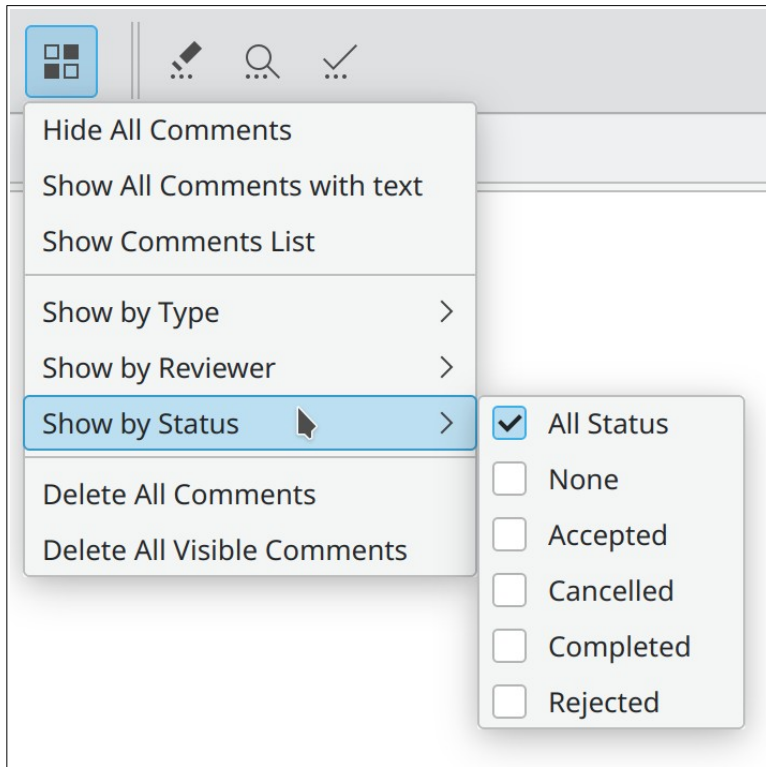 Hide All Comments
Show All Comments with text
Show Comments List
Show by Type
Show by Reviewer
Show by Status
Delete All Comments
Delete All Visible Comments
All Status
None
Accepted
Cancelled
Completed
Rejected